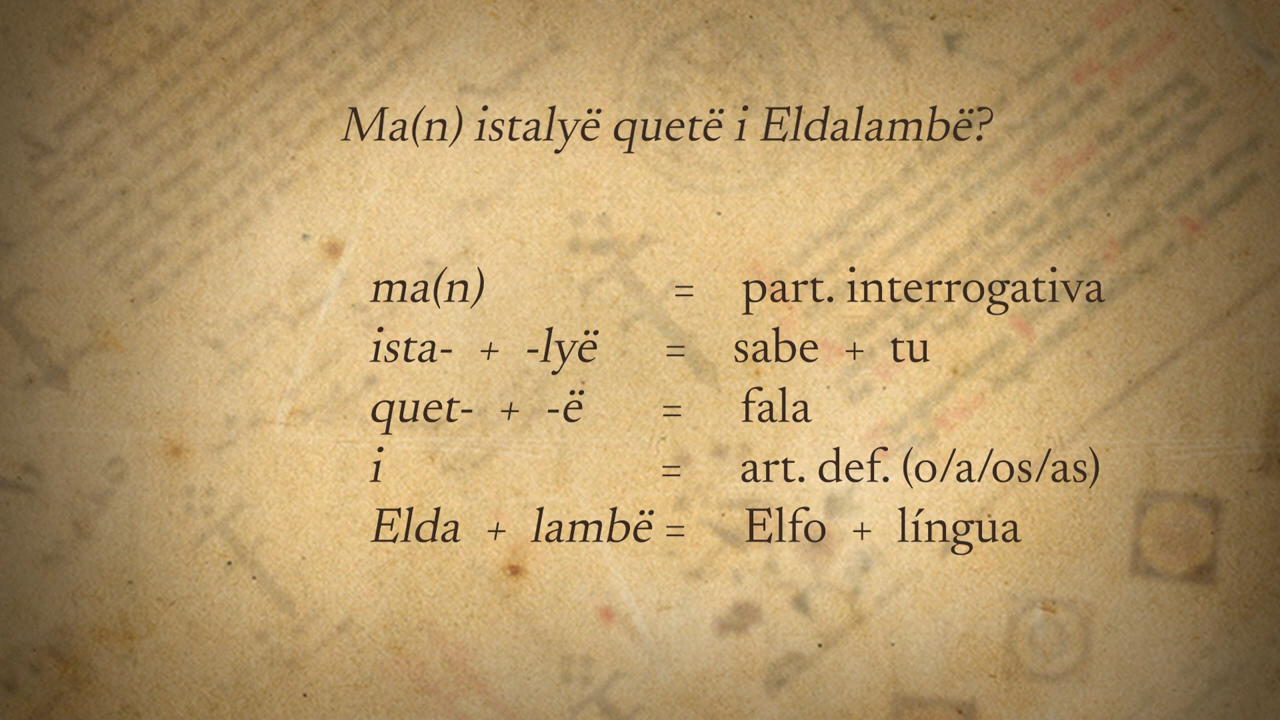 Ma(n) istalyë quetë i Eldalambë?
ma(n) = part. interrogativa
ista- + -lyë = sabe + tu
quet- + -ë = fala
i = art. def. (o/a/os/as)
Elda + lambë = Elfo + língua